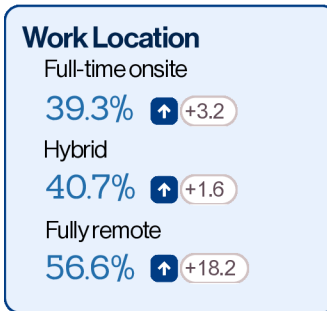 Work Location
Full-time onsite
39.3% +3.2
Hybrid
40.7% +1.6
Fully remote
56.6% +18.2